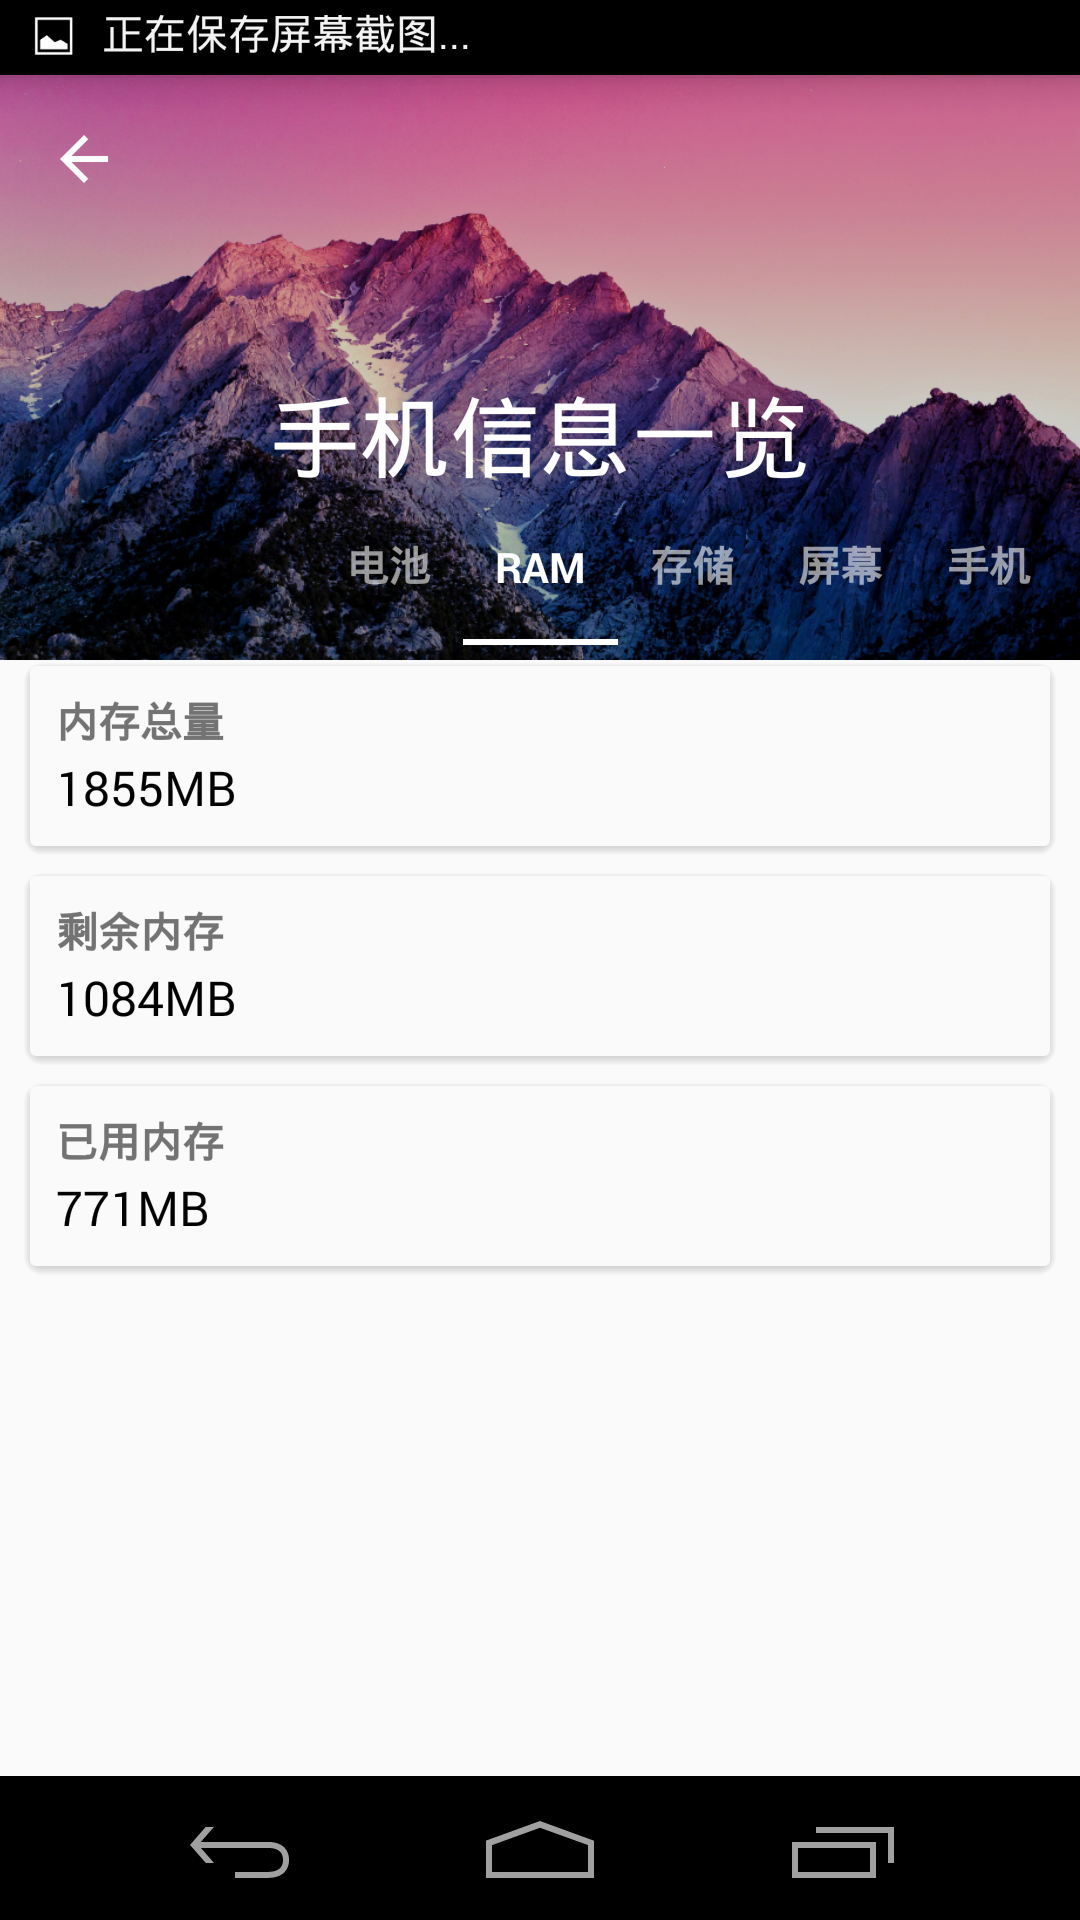 正在保存屏幕截图...
手机信息一览
电池 RAM 存储 屏幕 手机
内存总量
1855MB
剩余内存
1084MB
已用内存
771MB